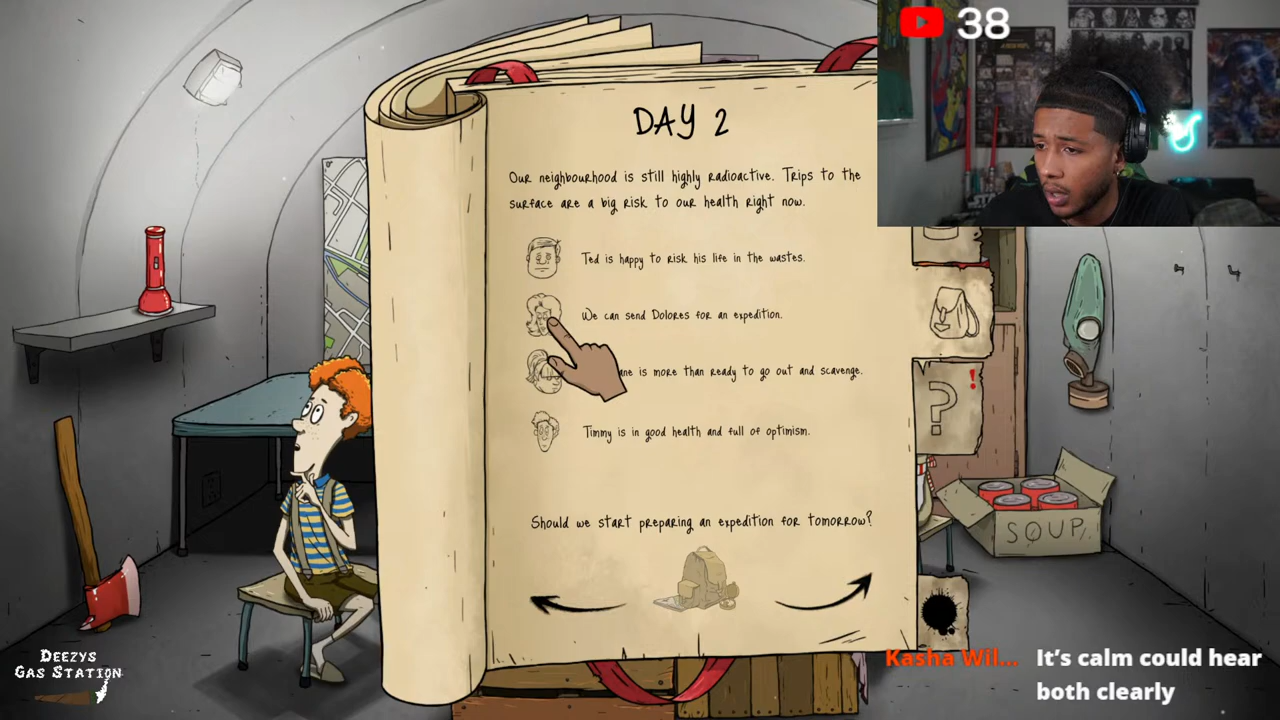 38
DAY 2
Our neighbourhood is still highly radioactive. Trips to the
surface are a big risk to our health right now.
Ted is happy to risk his life in the wastes.
We can send Dolores for an expedition.
ane is more than ready to go out and scavenge.
Timmy is in good health and full of optimism.
?
!
SOUP
Should we start preparing an expedition for tomorrow?
DEEZYS
GAS STATION
Kasha Wil... It's calm could hear
both clearly